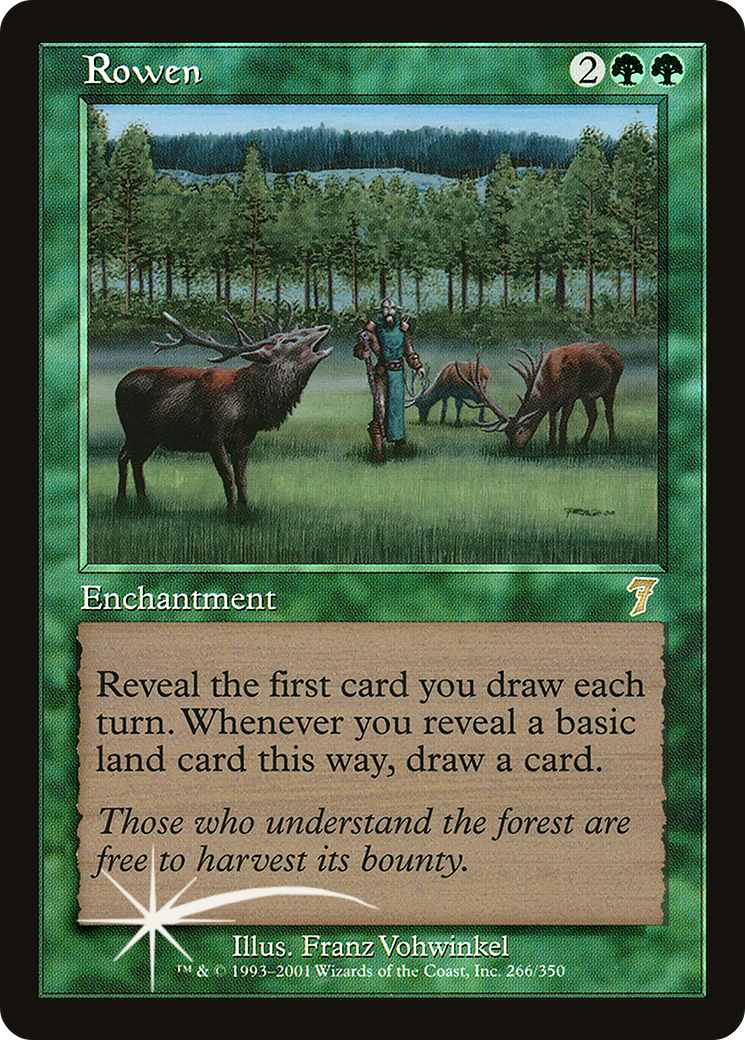 Rowen
2
Enchantment
7
Reveal the first card you draw each
turn. Whenever you reveal a basic
land card this way, draw a card.
Those who understand the forest are
free to harvest its bounty.
Illus. Franz Vohwinkel
™ & © 1993–2001 Wizards of the Coast, Inc. 266/350